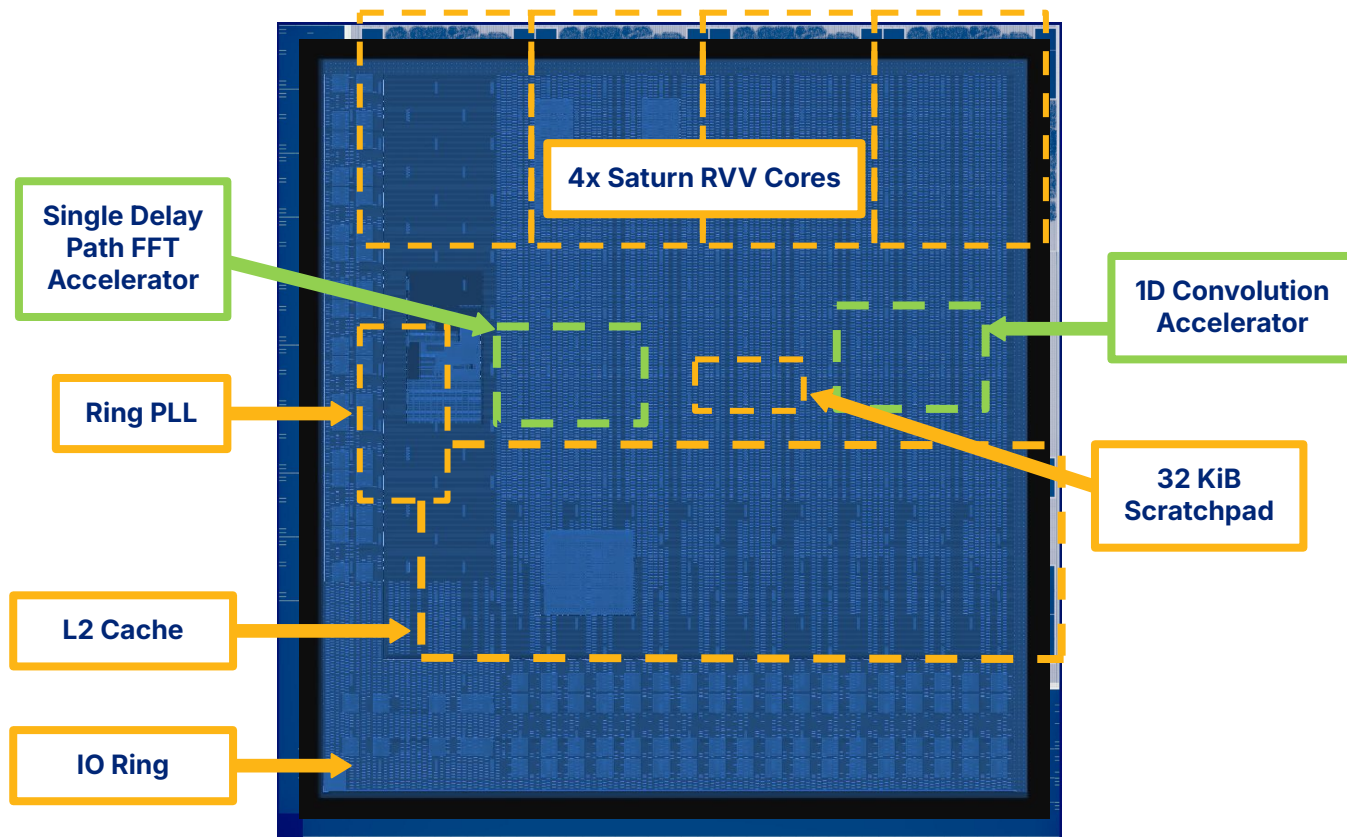 4x Saturn RVV Cores
Single Delay
Path FFT
Accelerator
1D Convolution
Accelerator
Ring PLL
32 KiB
Scratchpad
L2 Cache
IO Ring